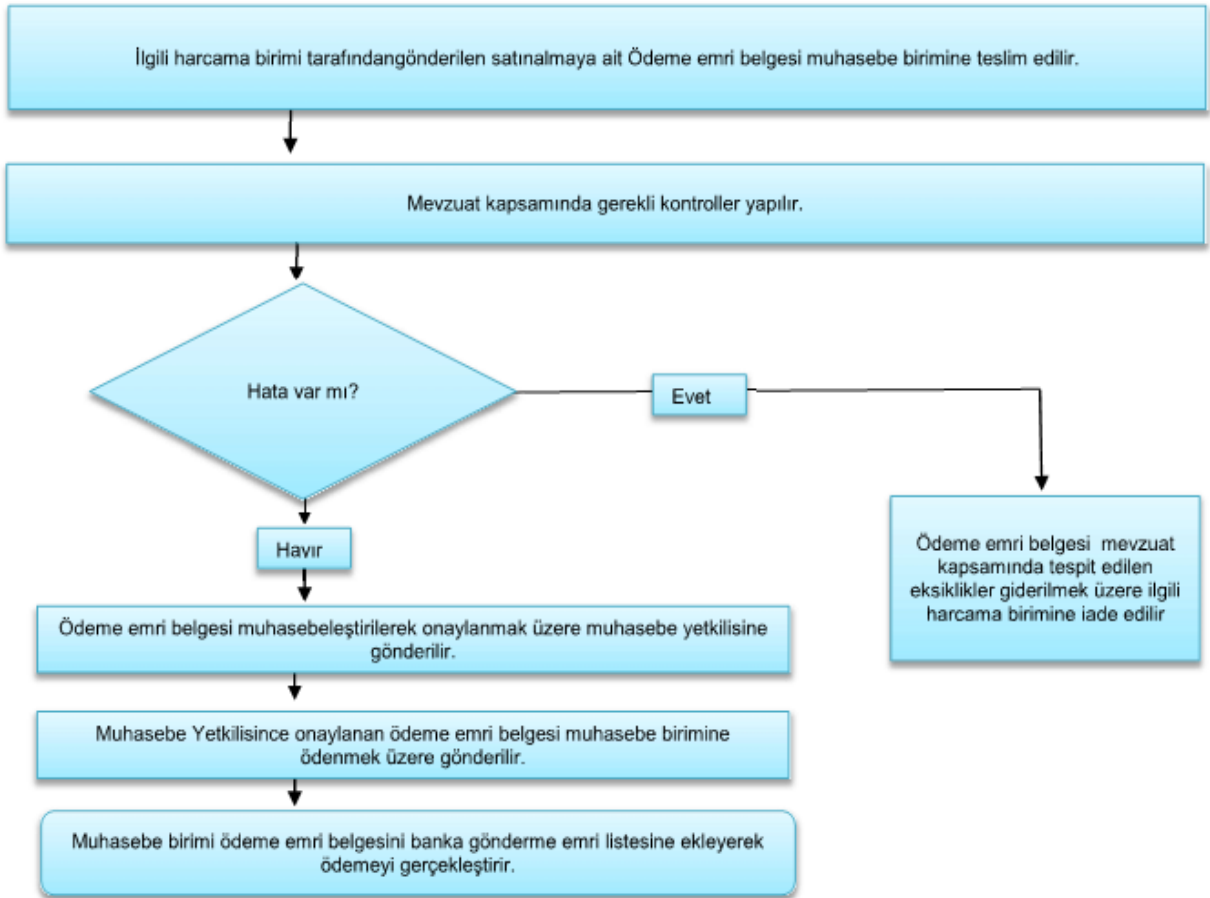 İlgili harcama birimi tarafındangönderilen satınalmaya ait Ödeme emri belgesi muhasebe birimine teslim edilir.
Mevzuat kapsamında gerekli kontroller yapılır.
Hata var mı?
Evet
Havır
Ödeme emri belgesi mevzuat
kapsamında tespit edilen
eksiklikler giderilmek üzere ilgili
harcama birimine iade edilir
Ödeme emri belgesi muhasebeleştirilerek onaylanmak üzere muhasebe yetkilisine
gönderilir.
Muhasebe Yetkilisince onaylanan ödeme emri belgesi muhasebe birimine
ödenmek üzere gönderilir.
Muhasebe birimi ödeme emri belgesini banka gönderme emri listesine ekleyerek
ödemeyi gerçekleştirir.